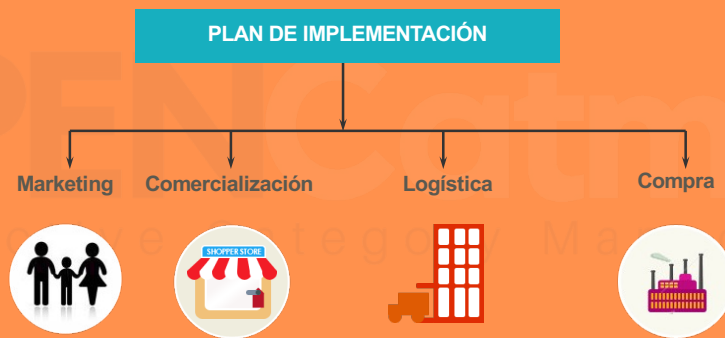 PLAN DE IMPLEMENTACIÓN
Marketing
Comercialización
Logística
Compra
SHOPPER STORE